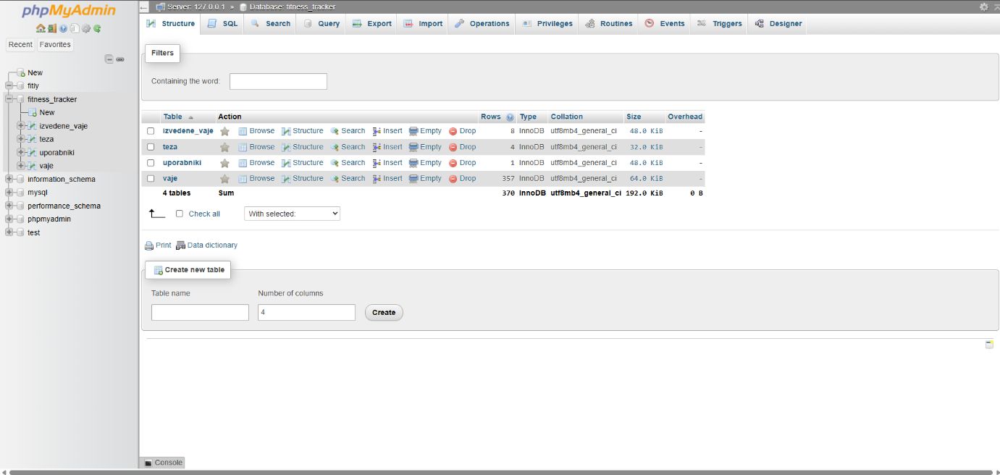 phpMyAdmin
Recent Favorites
New
fitly
fitness_tracker
New
izvedene_vaje
teza
uporabniki
vaje
information_schema
mysql
performance_schema
phpmyadmin
test
Server: 127.0.0.1 » Database: fitness_tracker
Structure SQL Search Query Export Import Operations Privileges Routines Events Triggers Designer
Filters
Containing the word:
Table Action Rows Type Collation Size Overhead
izvedene_vaje Browse Structure Search Insert Empty Drop 8 InnoDB utf8mb4_general_ci 48.0 KiB -
teza Browse Structure Search Insert Empty Drop 4 InnoDB utf8mb4_general_ci 32.0 KiB -
uporabniki Browse Structure Search Insert Empty Drop 1 InnoDB utf8mb4_general_ci 48.0 KiB -
vaje Browse Structure Search Insert Empty Drop 357 InnoDB utf8mb4_general_ci 64.0 KiB -
4 tables Sum 370 InnoDB utf8mb4_general_ci 192.0 KiB 0 B
Check all With selected:
Print Data dictionary
Create new table
Table name Number of columns
4 Create
Console